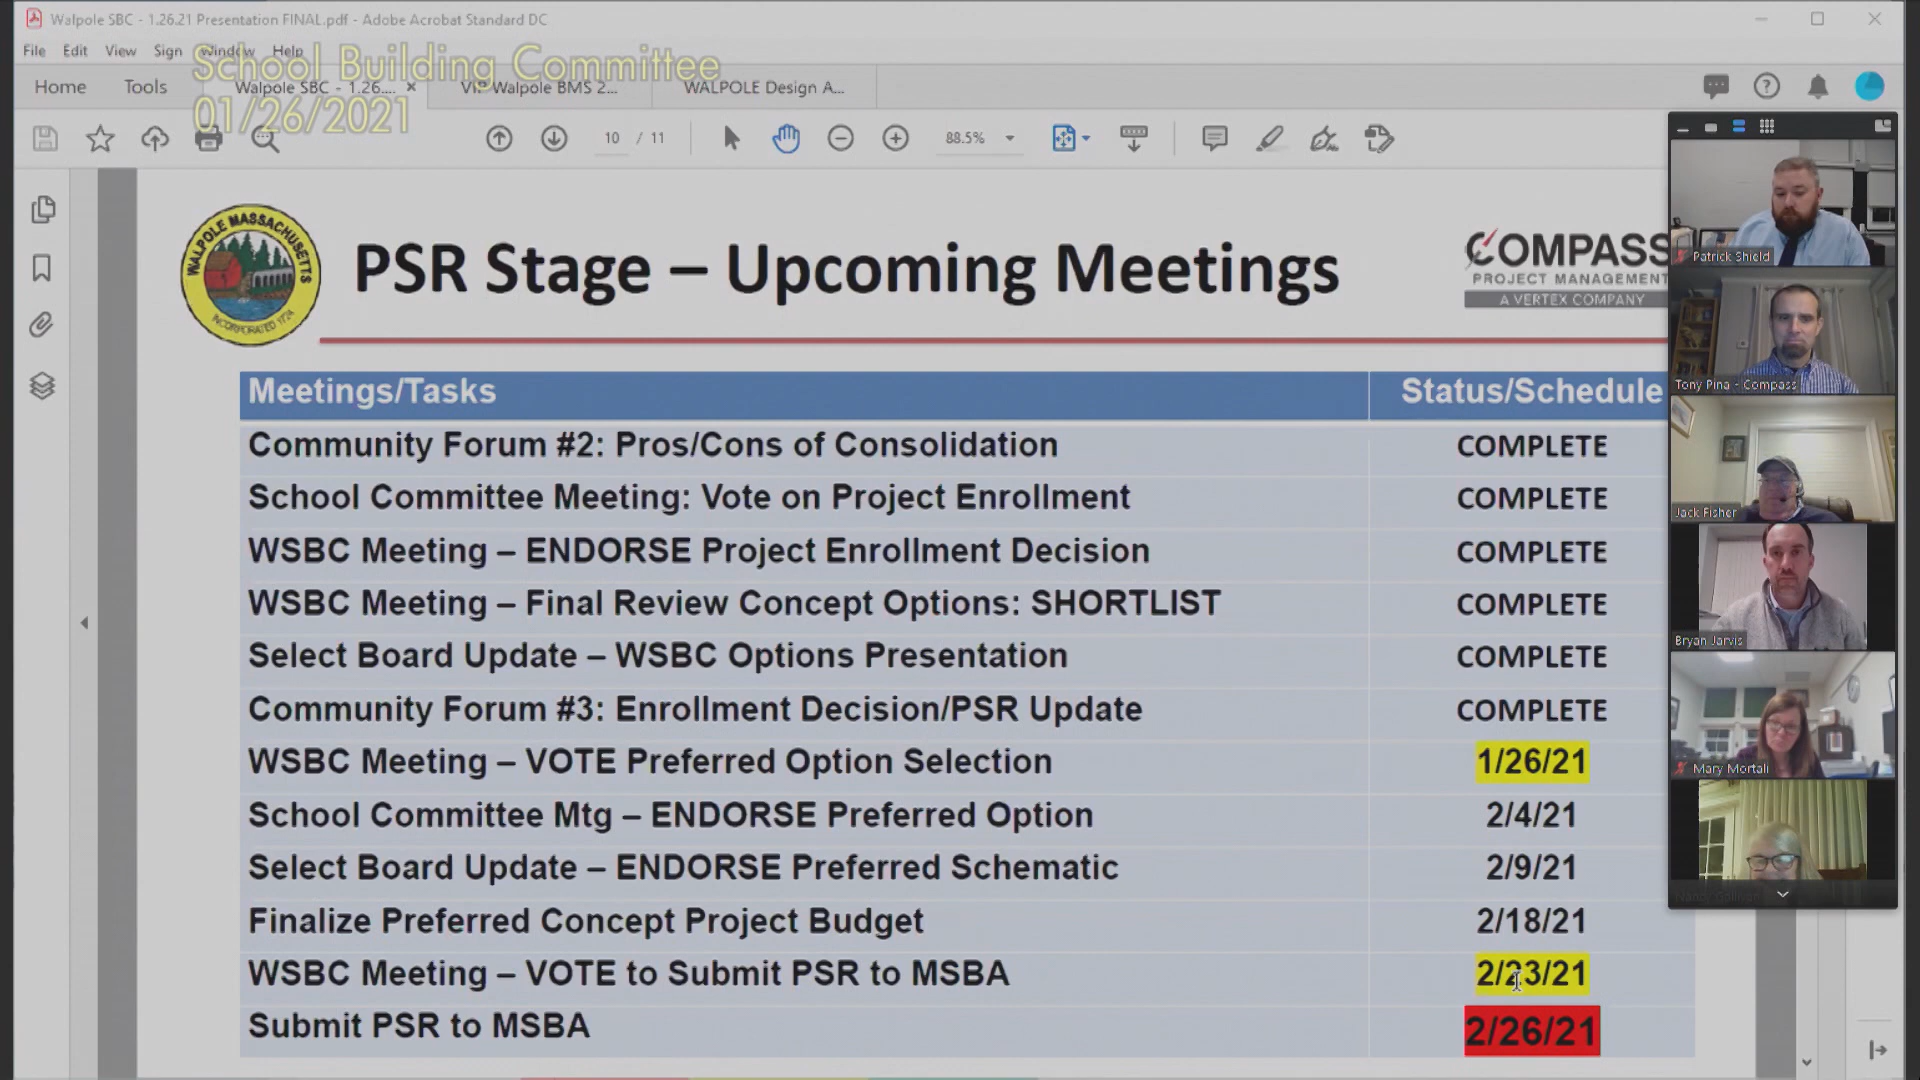 Walpole SBC - 1.26.21 Presentation FINAL.pdf - Adobe Acrobat Standard DC
File Edit View Sign Window Help
School Building Committee
01/26/2021
Home Tools Walpole SBC - 1.26.... × VIP Walpole BMS 2... WALPOLE Design A...
10 / 11 88.5%
WALPOLE MASSACHUSETTS
INCORPORATED 1724
PSR Stage – Upcoming Meetings
COMPASS
PROJECT MANAGEMENT
A VERTEX COMPANY
Meetings/Tasks Status/Schedule
Community Forum #2: Pros/Cons of Consolidation COMPLETE
School Committee Meeting: Vote on Project Enrollment COMPLETE
WSBC Meeting – ENDORSE Project Enrollment Decision COMPLETE
WSBC Meeting – Final Review Concept Options: SHORTLIST COMPLETE
Select Board Update – WSBC Options Presentation COMPLETE
Community Forum #3: Enrollment Decision/PSR Update COMPLETE
WSBC Meeting – VOTE Preferred Option Selection 1/26/21
School Committee Mtg – ENDORSE Preferred Option 2/4/21
Select Board Update – ENDORSE Preferred Schematic 2/9/21
Finalize Preferred Concept Project Budget 2/18/21
WSBC Meeting – VOTE to Submit PSR to MSBA 2/23/21
Submit PSR to MSBA 2/26/21
Patrick Shield
Tony Pina - Compass
Jack Fisher
Bryan Jarvis
Mary Mortali